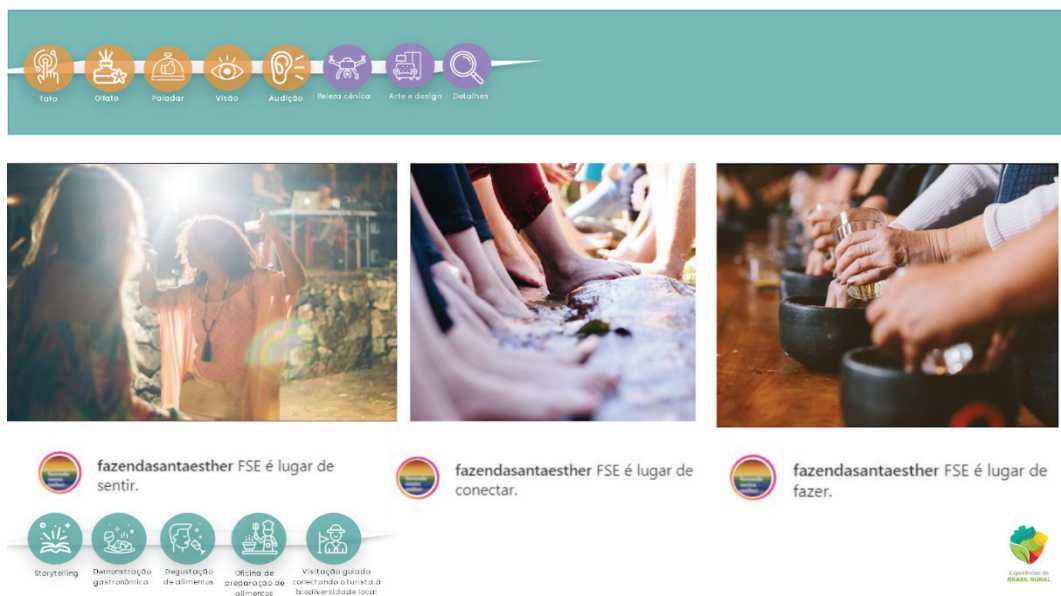 Tato
Olfato
Paladar
Visão
Audição
Beleza cênica
Arte e design
Detalhes
fazendasantaesther FSE é lugar de
sentir.
fazendasantaesther FSE é lugar de
conectar.
fazendasantaesther FSE é lugar de
fazer.
Storytelling
Demonstração
gastronômica
Degustação
de alimentos
Oficina de
preparação de
alimentos
Visitação guiada
conectando o turista à
biodiversidade local
Experiências do
BRASIL RURAL